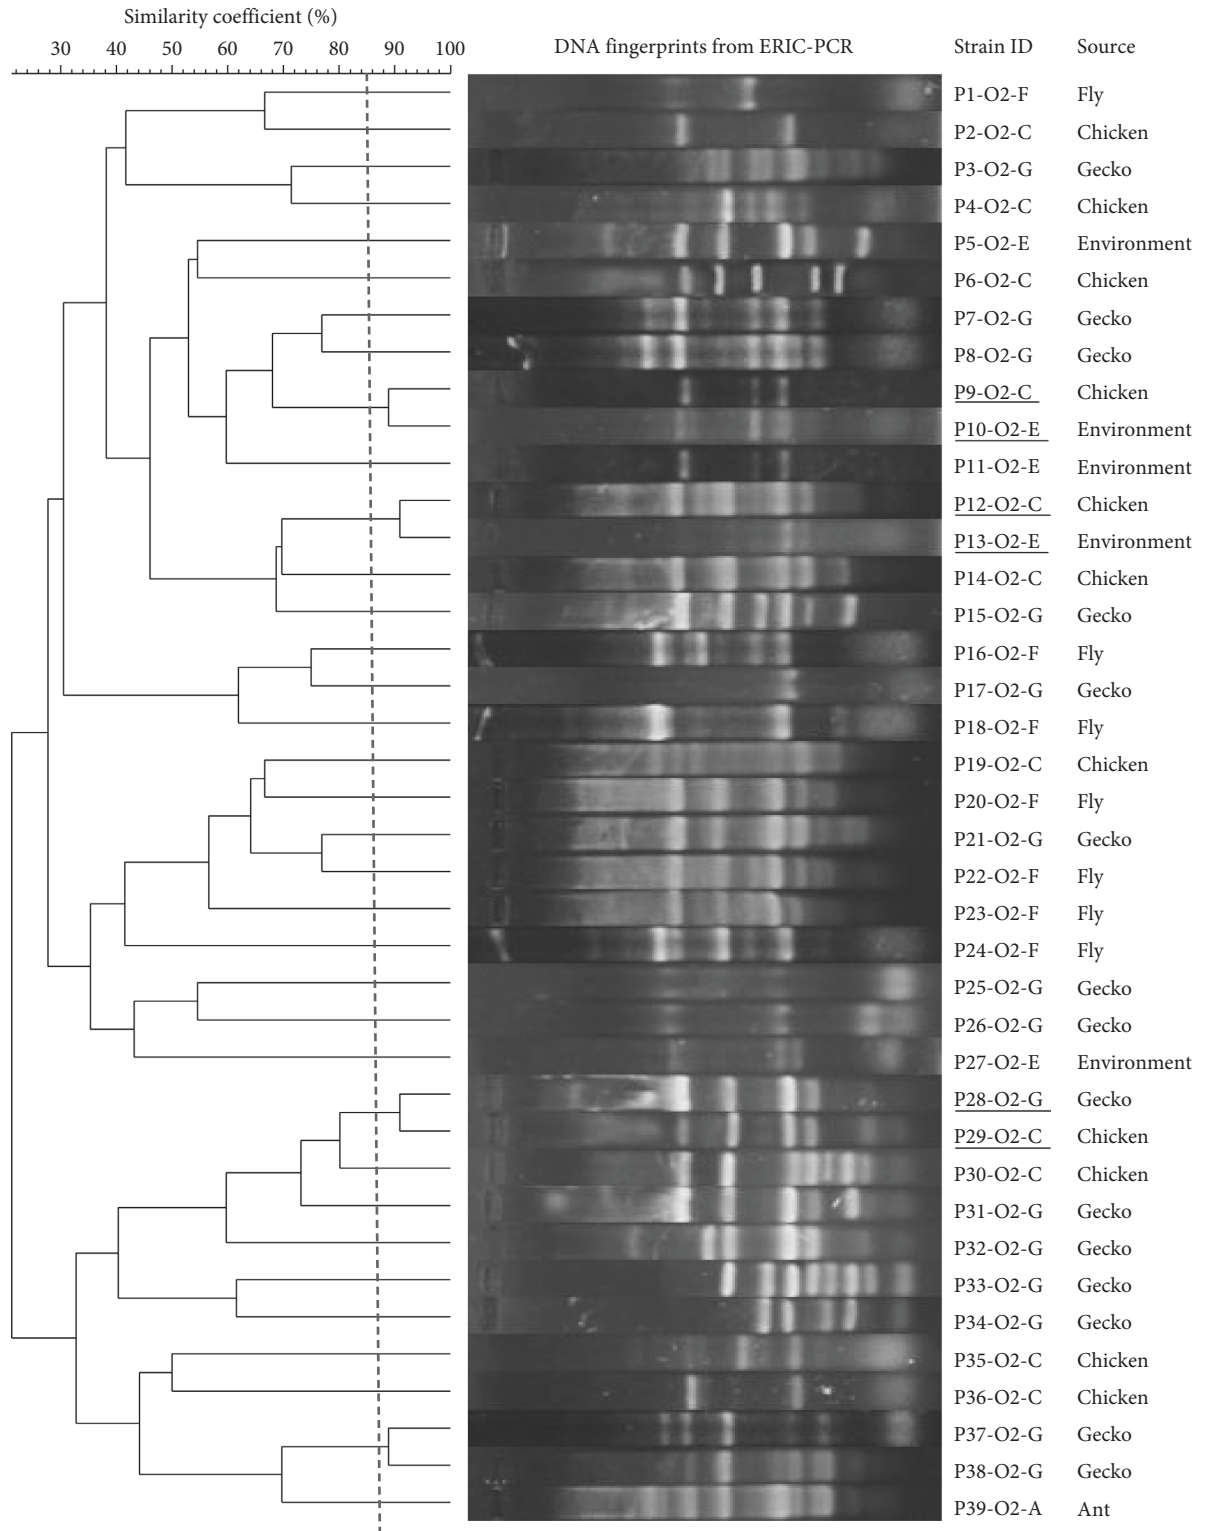 Similarity coefficient (%)
30 40 50 60 70 80 90 100 DNA fingerprints from ERIC-PCR Strain ID Source
P1-O2-F Fly
P2-O2-C Chicken
P3-O2-G Gecko
P4-O2-C Chicken
P5-O2-E Environment
P6-O2-C Chicken
P7-O2-G Gecko
P8-O2-G Gecko
P9-O2-C Chicken
P10-O2-E Environment
P11-O2-E Environment
P12-O2-C Chicken
P13-O2-E Environment
P14-O2-C Chicken
P15-O2-G Gecko
P16-O2-F Fly
P17-O2-G Gecko
P18-O2-F Fly
P19-O2-C Chicken
P20-O2-F Fly
P21-O2-G Gecko
P22-O2-F Fly
P23-O2-F Fly
P24-O2-F Fly
P25-O2-G Gecko
P26-O2-G Gecko
P27-O2-E Environment
P28-O2-G Gecko
P29-O2-C Chicken
P30-O2-C Chicken
P31-O2-G Gecko
P32-O2-G Gecko
P33-O2-G Gecko
P34-O2-G Gecko
P35-O2-C Chicken
P36-O2-C Chicken
P37-O2-G Gecko
P38-O2-G Gecko
P39-O2-A Ant